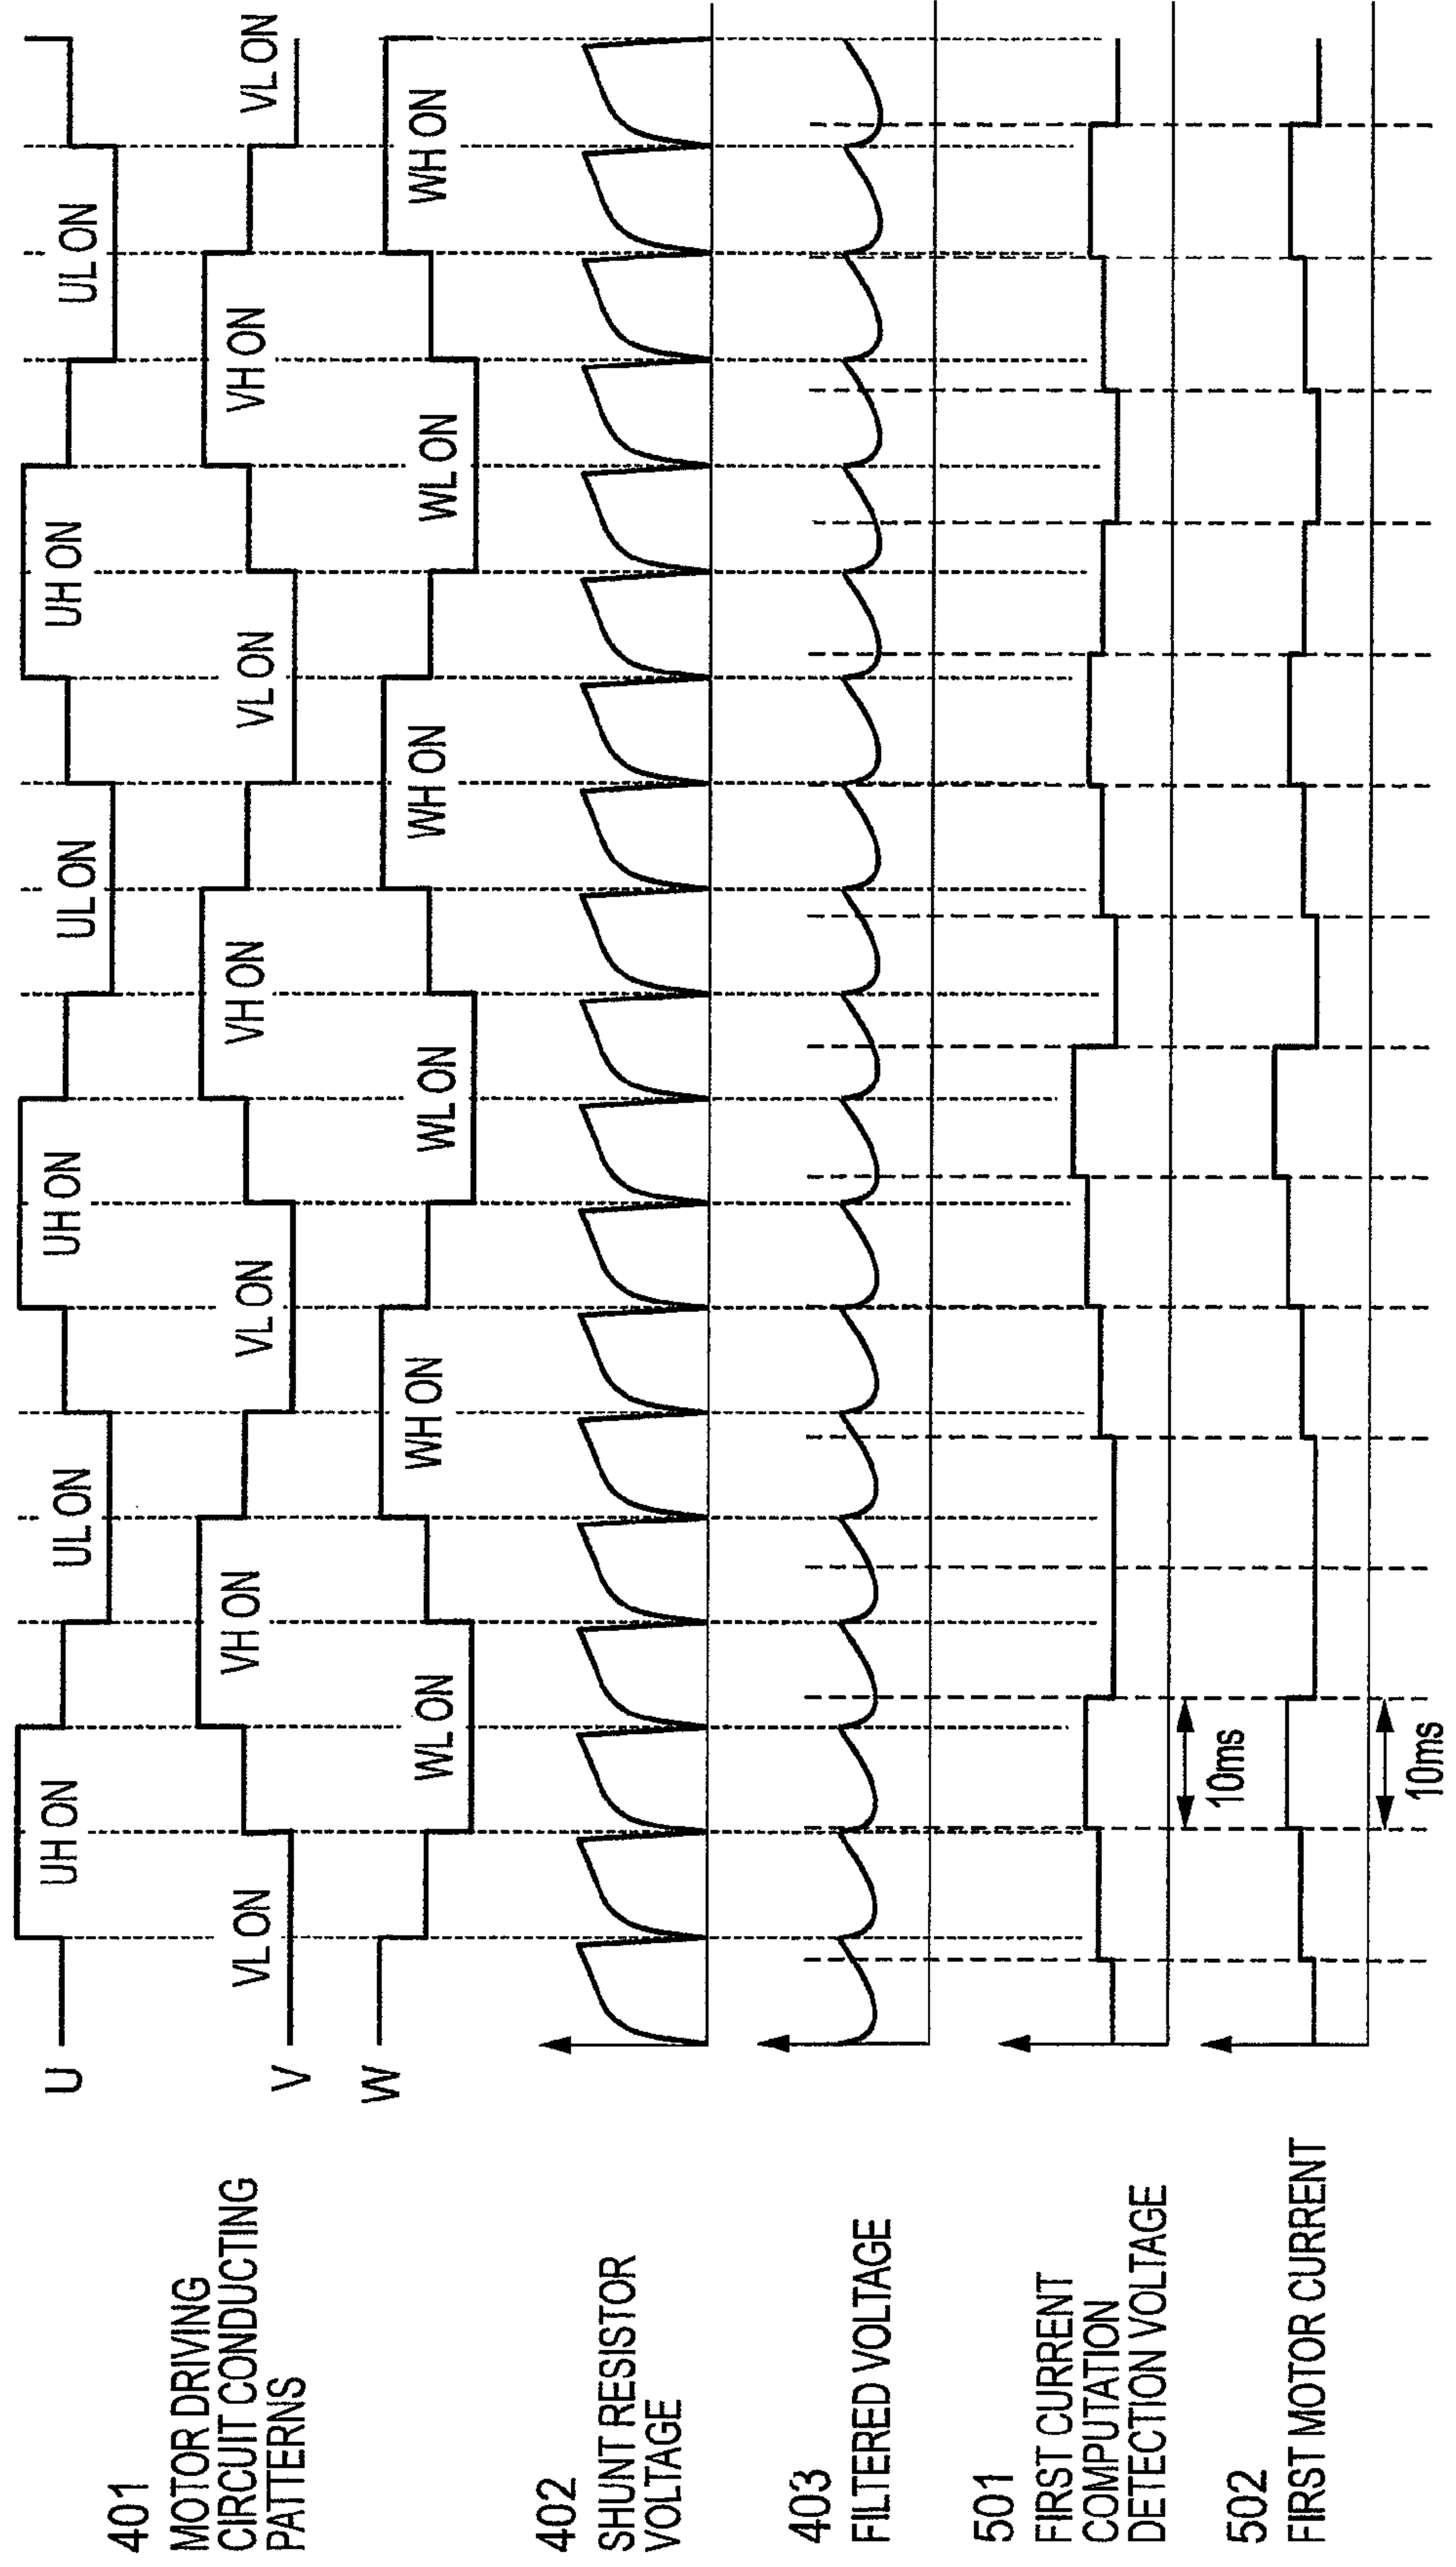 401
MOTOR DRIVING
CIRCUIT CONDUCTING
PATTERNS
U
UH ON
UL ON
UH ON
UL ON
UH ON
UL ON
V
VL ON
VH ON
VL ON
VH ON
VL ON
VH ON
VL ON
W
WL ON
WH ON
WL ON
WH ON
WL ON
WH ON
402
SHUNT RESISTOR
VOLTAGE
403
FILTERED VOLTAGE
501
FIRST CURRENT
COMPUTATION
DETECTION VOLTAGE
10ms
502
FIRST MOTOR CURRENT
10ms